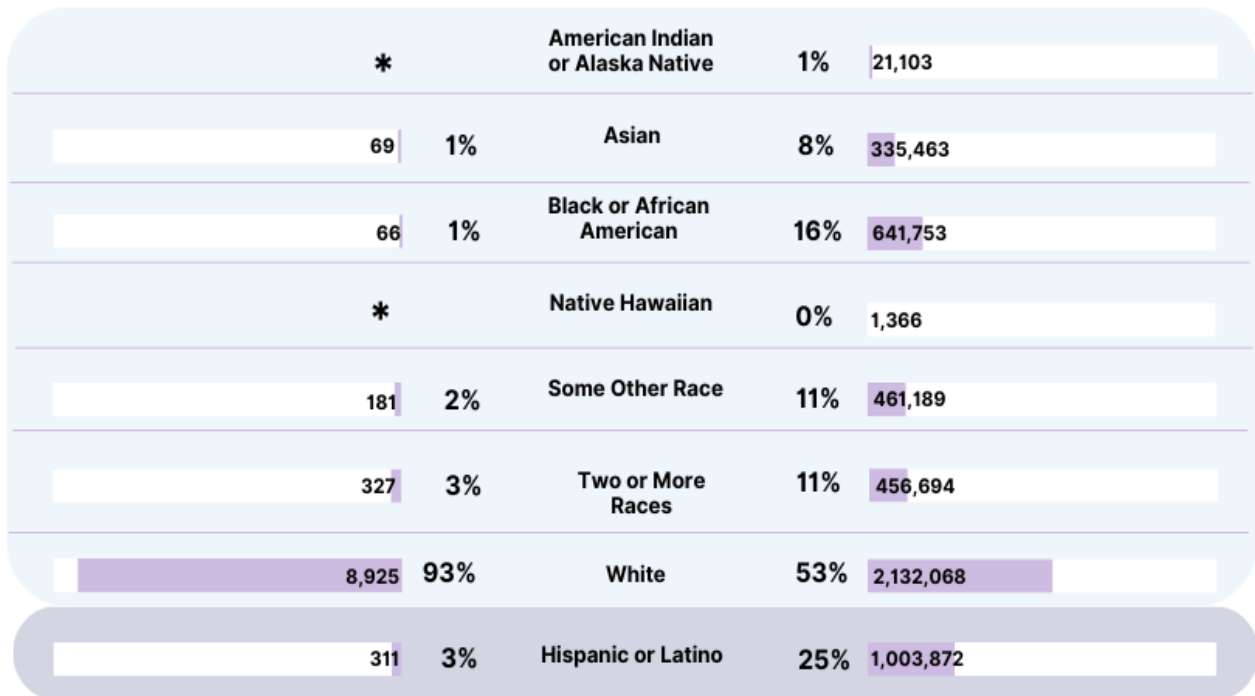 American Indian
or Alaska Native
* 1% 21,103
69 1% Asian 8% 335,463
Black or African
American
66 1% 16% 641,753
* Native Hawaiian 0% 1,366
181 2% Some Other Race 11% 461,189
327 3% Two or More
Races 11% 456,694
8,925 93% White 53% 2,132,068
311 3% Hispanic or Latino 25% 1,003,872